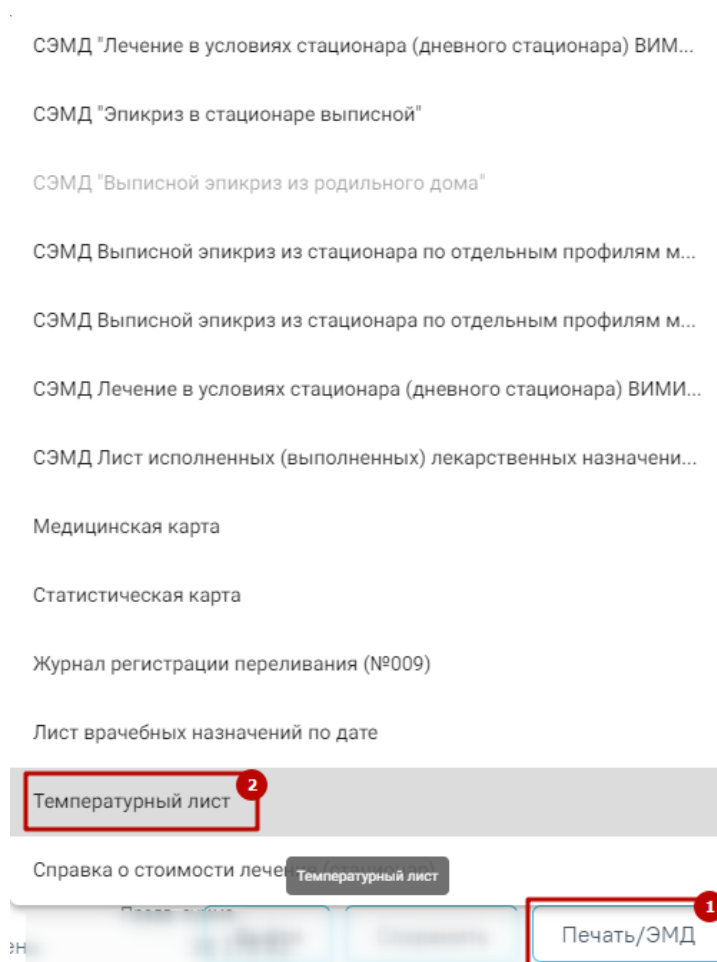 СЭМД "Лечение в условиях стационара (дневного стационара) ВИМ...
СЭМД "Эпикриз в стационаре выписной"
СЭМД "Выписной эпикриз из родильного дома"
СЭМД Выписной эпикриз из стационара по отдельным профилям м...
СЭМД Выписной эпикриз из стационара по отдельным профилям м...
СЭМД Лечение в условиях стационара (дневного стационара) ВИМИ...
СЭМД Лист исполненных (выполненных) лекарственных назначени...
Медицинская карта
Статистическая карта
Журнал регистрации переливания (№009)
Лист врачебных назначений по дате
Температурный лист 2
Справка о стоимости лечения (стационар)
Температурный лист
1
Печать/ЭМД